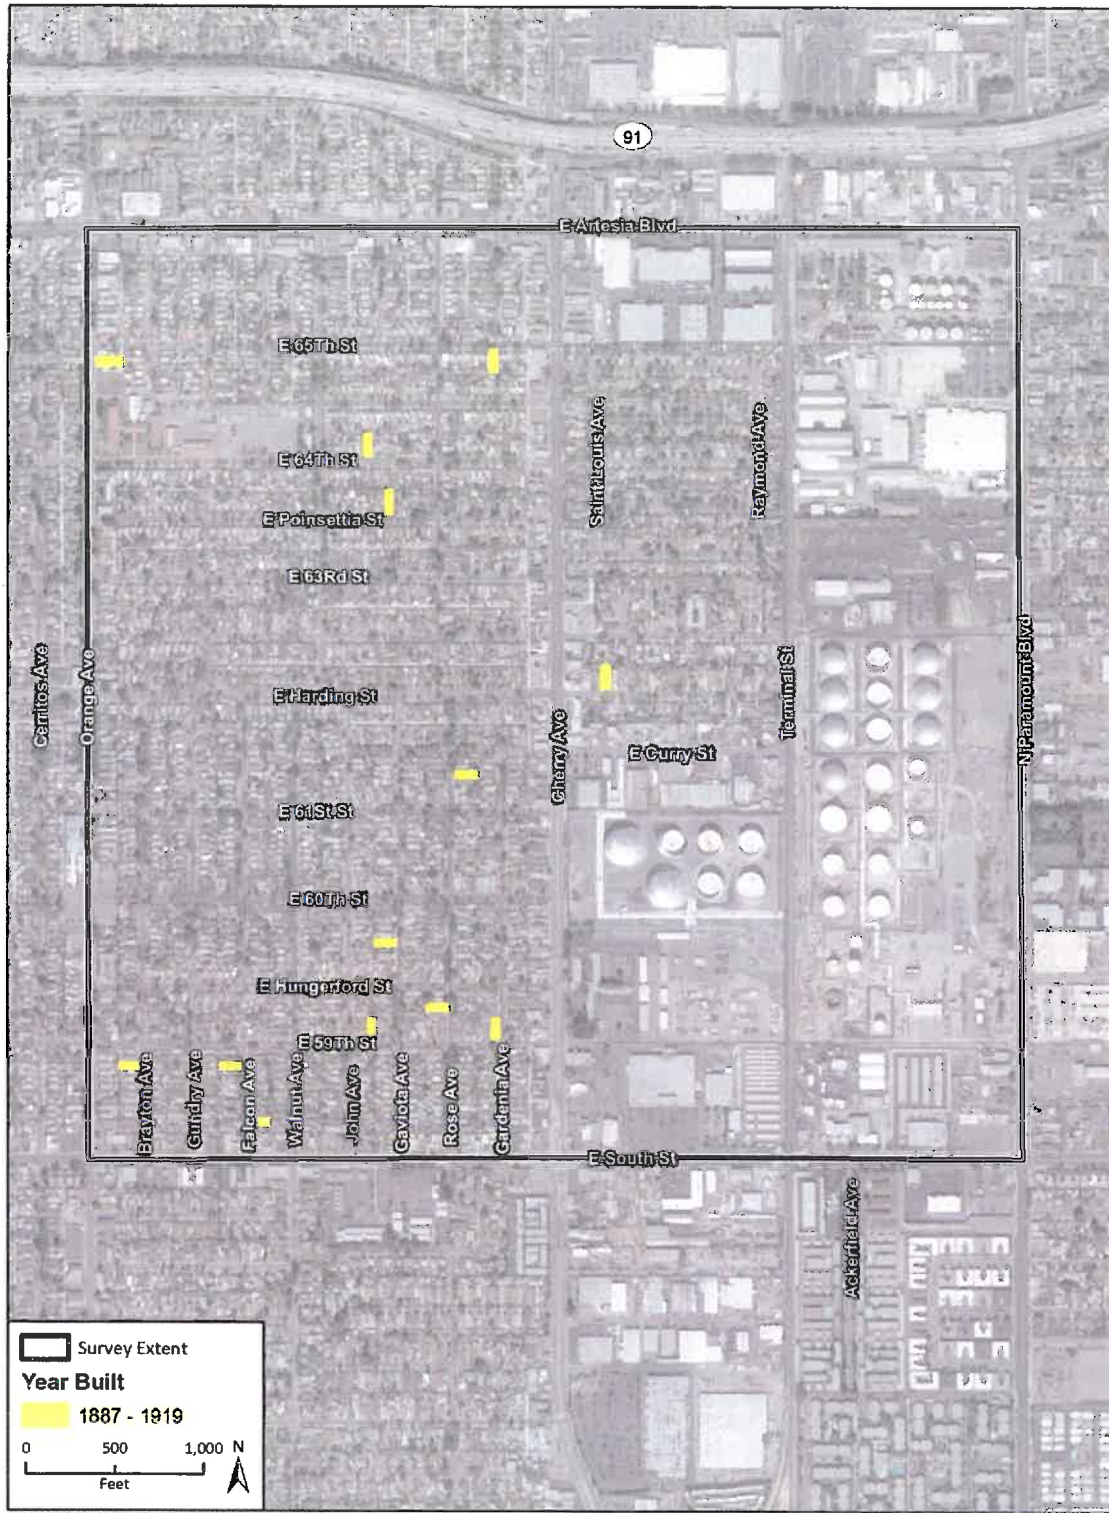 91
E Artesia Blvd
E 65Th St
E 64Th St
E Poinsettia St
E 63Rd St
Saint Louis Ave
Raymond Ave
Cerritos Ave
Orange Ave
E Harding St
Cherry Ave
E Curry St
Terminal St
N Paramount Blvd
E 61St St
E 60Th St
E Hungerford St
E 59Th St
Brayton Ave
Gundry Ave
Falcon Ave
Walnut Ave
John Ave
Gaviota Ave
Rose Ave
Gardenia Ave
E South St
Ackerfield Ave
Survey Extent
Year Built
1887 - 1919
0 500 1,000 N
Feet